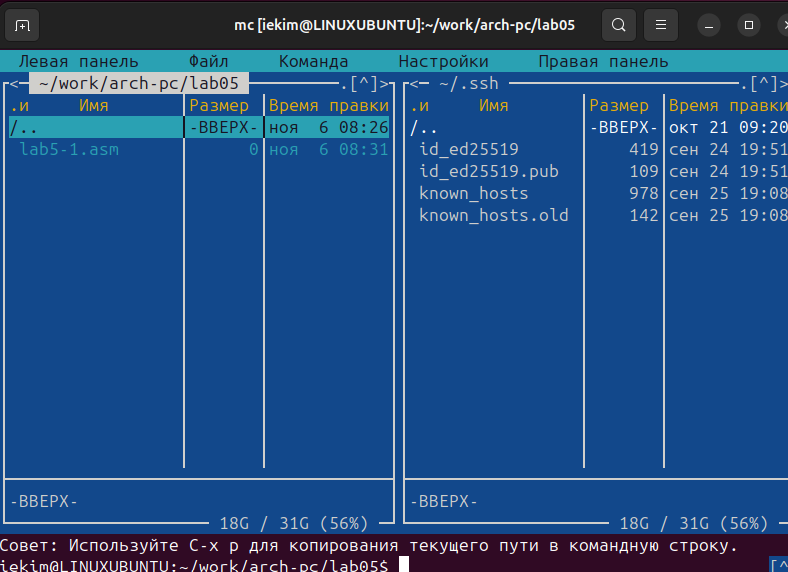 mc [iekim@LINUXUBUNTU]:~/work/arch-pc/lab05
Левая панель Файл Команда Настройки Правая панель
<- ~/work/arch-pc/lab05 .[^]>
.и Имя Размер Время правки
/.. -ВВЕРХ- ноя 6 08:26
lab5-1.asm 0 ноя 6 08:31
-ВВЕРХ-
18G / 31G (56%)
<- ~/.ssh .[^]>
.и Имя Размер Время правки
/.. -ВВЕРХ- окт 21 09:20
id_ed25519 419 сен 24 19:51
id_ed25519.pub 109 сен 24 19:51
known_hosts 978 сен 25 19:08
known_hosts.old 142 сен 25 19:08
-ВВЕРХ-
18G / 31G (56%)
Совет: Используйте C-x p для копирования текущего пути в командную строку.
iekim@LINUXUBUNTU:~/work/arch-pc/lab05$ [^